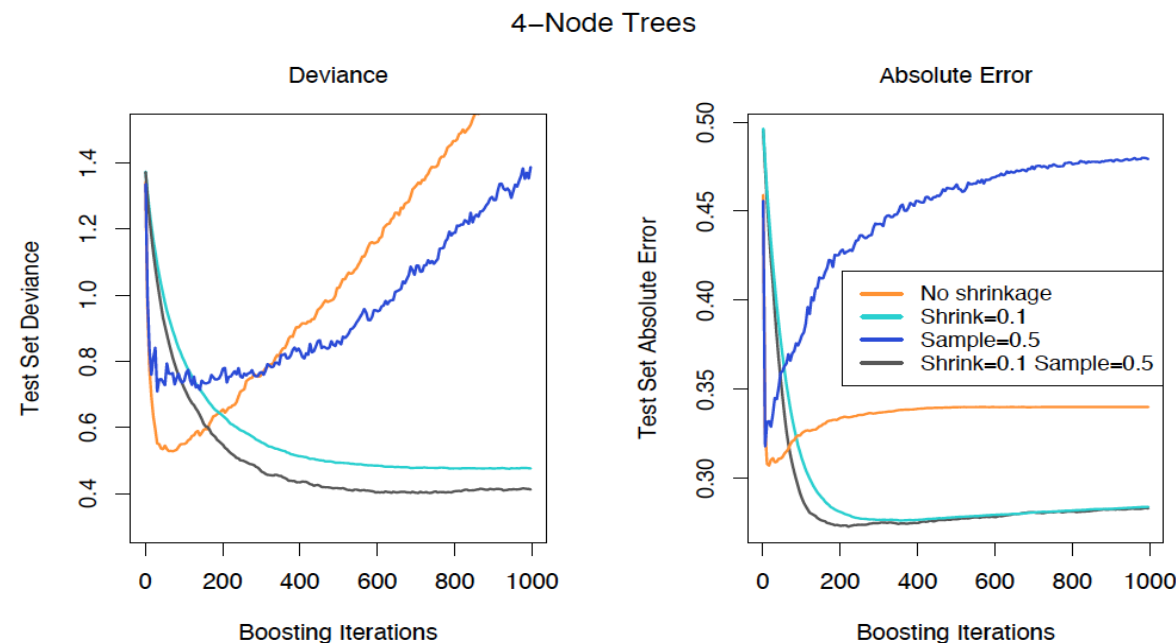 4-Node Trees
Deviance
Test Set Deviance
0.4 0.6 0.8 1.0 1.2 1.4
0 200 400 600 800 1000
Boosting Iterations
Absolute Error
Test Set Absolute Error
0.30 0.35 0.40 0.45 0.50
No shrinkage
Shrink=0.1
Sample=0.5
Shrink=0.1 Sample=0.5
0 200 400 600 800 1000
Boosting Iterations